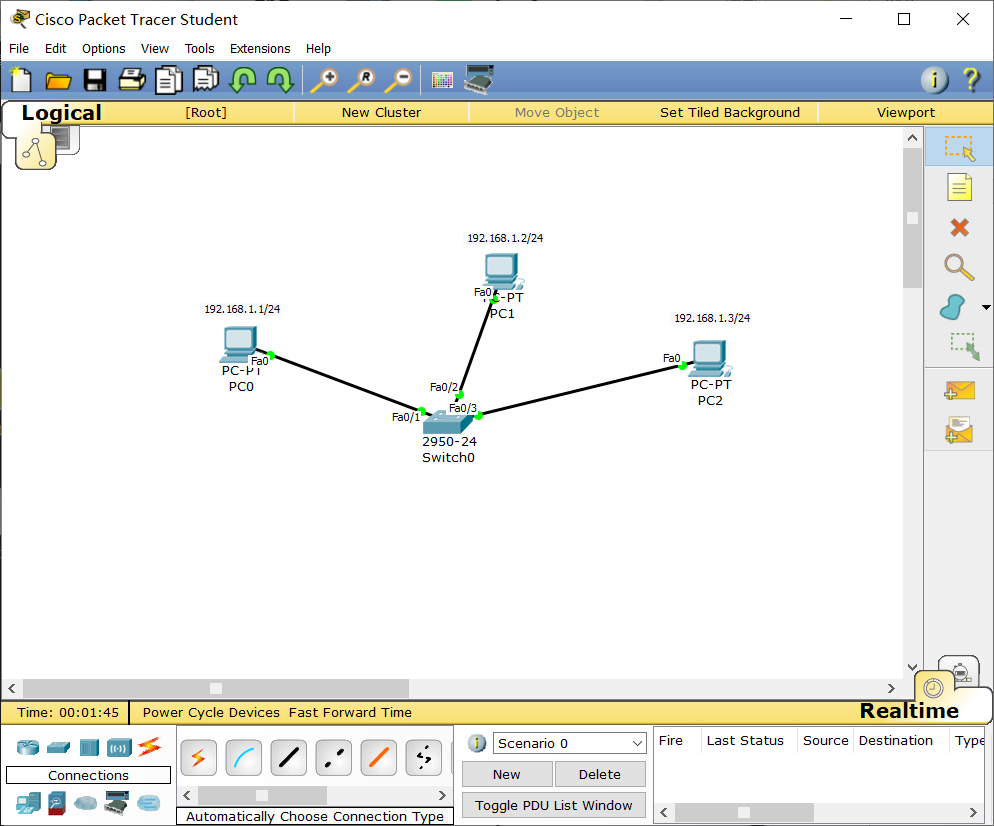 Cisco Packet Tracer Student
File Edit Options View Tools Extensions Help
R
i ?
Logical [Root] New Cluster Move Object Set Tiled Background Viewport
192.168.1.2/24
Fa0
PC-PT
PC1
192.168.1.1/24
Fa0
PC-PT
PC0
192.168.1.3/24
Fa0
PC-PT
PC2
Fa0/2
Fa0/3
Fa0/1
2950-24
Switch0
Time: 00:01:45 Power Cycle Devices Fast Forward Time
Realtime
Connections
Automatically Choose Connection Type
i Scenario 0
New Delete
Toggle PDU List Window
Fire Last Status Source Destination Type